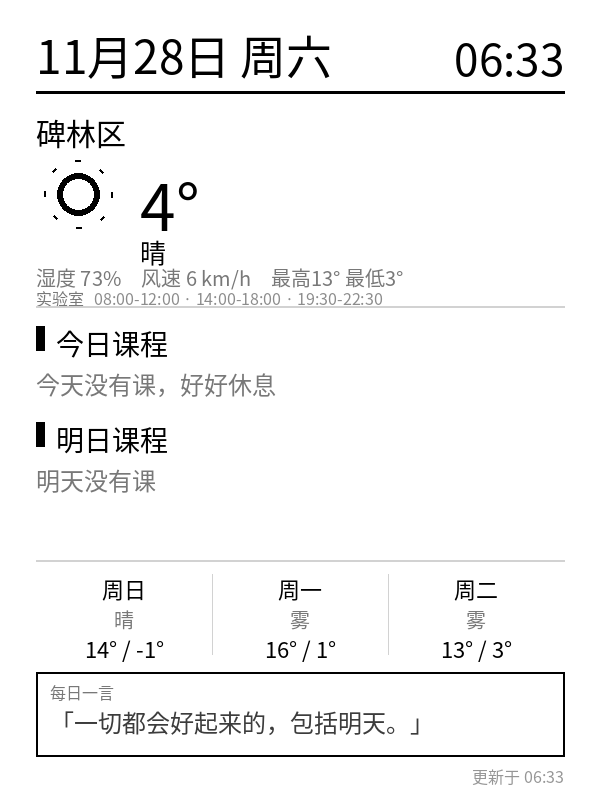 11月28日 周六 06:33
碑林区
4°
晴
湿度 73% 风速 6 km/h 最高13° 最低3°
实验室 08:00-12:00 · 14:00-18:00 · 19:30-22:30
今日课程
今天没有课，好好休息
明日课程
明天没有课
周日 周一 周二
晴 雾 雾
14° / -1° 16° / 1° 13° / 3°
每日一言
「一切都会好起来的，包括明天。」
更新于 06:33